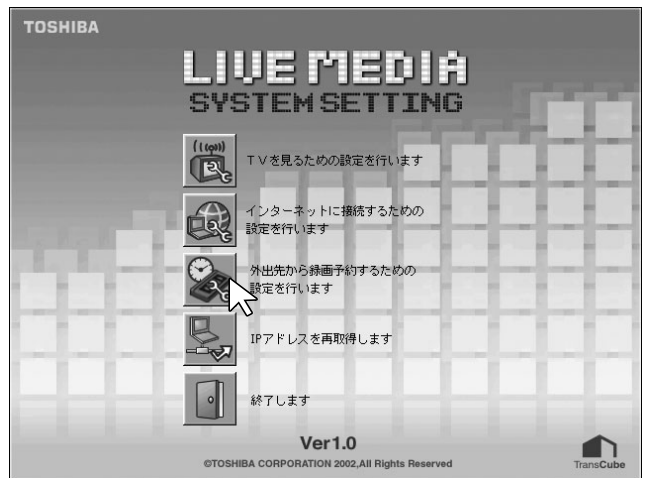 TOSHIBA
LIVE MEDIA
SYSTEM SETTING
TVを見るための設定を行います
インターネットに接続するための
設定を行います
外出先から録画予約するための
設定を行います
IPアドレスを再取得します
終了します
Ver1.0
©TOSHIBA CORPORATION 2002,All Rights Reserved
TransCube